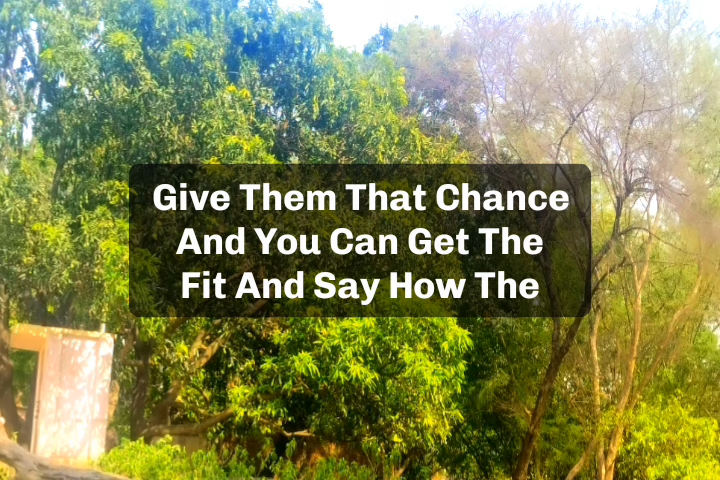 Give Them That Chance
And You Can Get The
Fit And Say How The